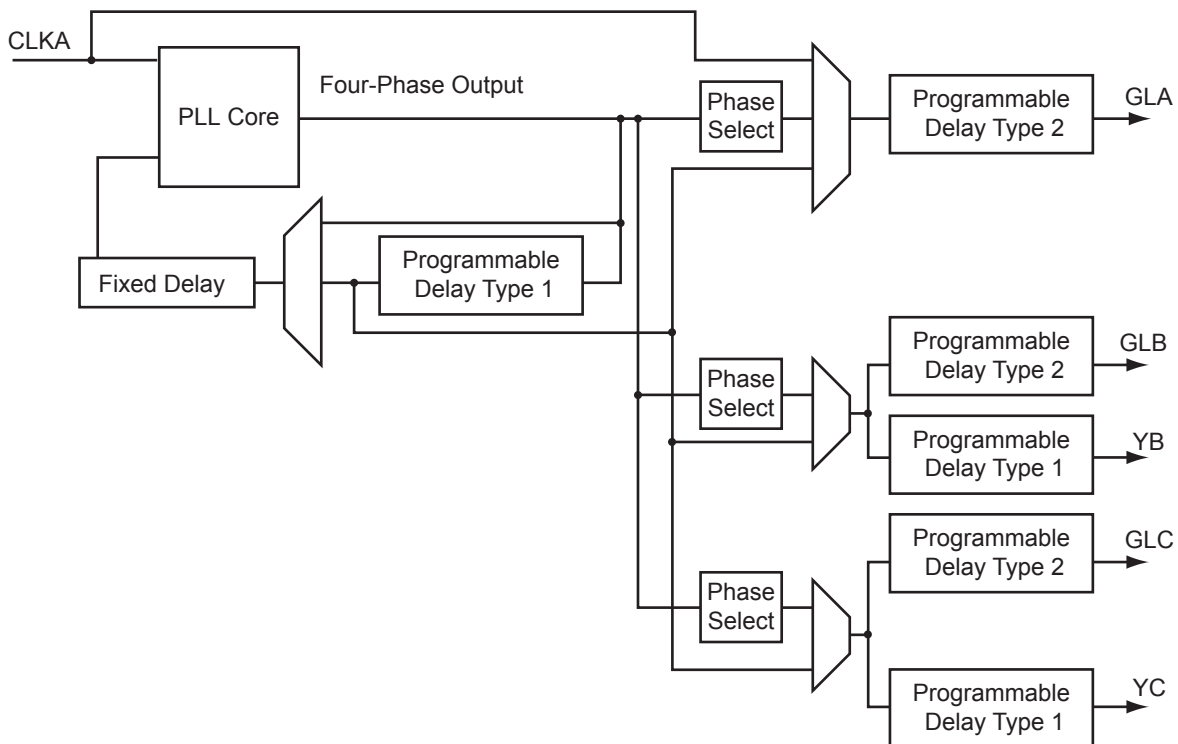 CLKA
PLL Core
Four-Phase Output
Phase
Select
Programmable
Delay Type 2
GLA
Fixed Delay
Programmable
Delay Type 1
Phase
Select
Programmable
Delay Type 2
GLB
Programmable
Delay Type 1
YB
Phase
Select
Programmable
Delay Type 2
GLC
Programmable
Delay Type 1
YC